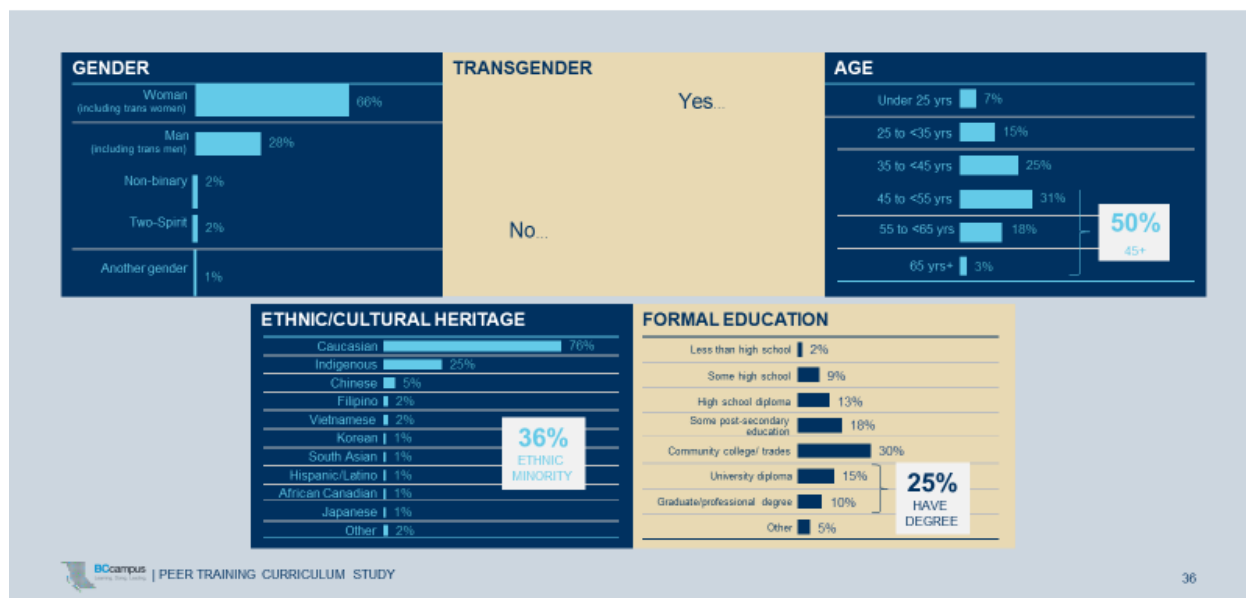 GENDER
Woman
(including trans women)
66%
Man
(including trans men)
28%
Non-binary
2%
Two-Spirit
2%
Another gender
1%
TRANSGENDER
Yes...
No...
AGE
Under 25 yrs 7%
25 to <35 yrs 15%
35 to <45 yrs 25%
45 to <55 yrs 31%
55 to <65 yrs 18%
65 yrs+ 3%
50%
45+
ETHNIC/CULTURAL HERITAGE
Caucasian 76%
Indigenous 25%
Chinese 5%
Filipino 2%
Vietnamese 2%
Korean 1%
South Asian 1%
Hispanic/Latino 1%
African Canadian 1%
Japanese 1%
Other 2%
36%
ETHNIC
MINORITY
FORMAL EDUCATION
Less than high school 2%
Some high school 9%
High school diploma 13%
Some post-secondary
education
18%
Community college/ trades 30%
University diploma 15%
Graduate/professional degree 10%
Other 5%
25%
HAVE
DEGREE
BCcampus
| PEER TRAINING CURRICULUM STUDY
36